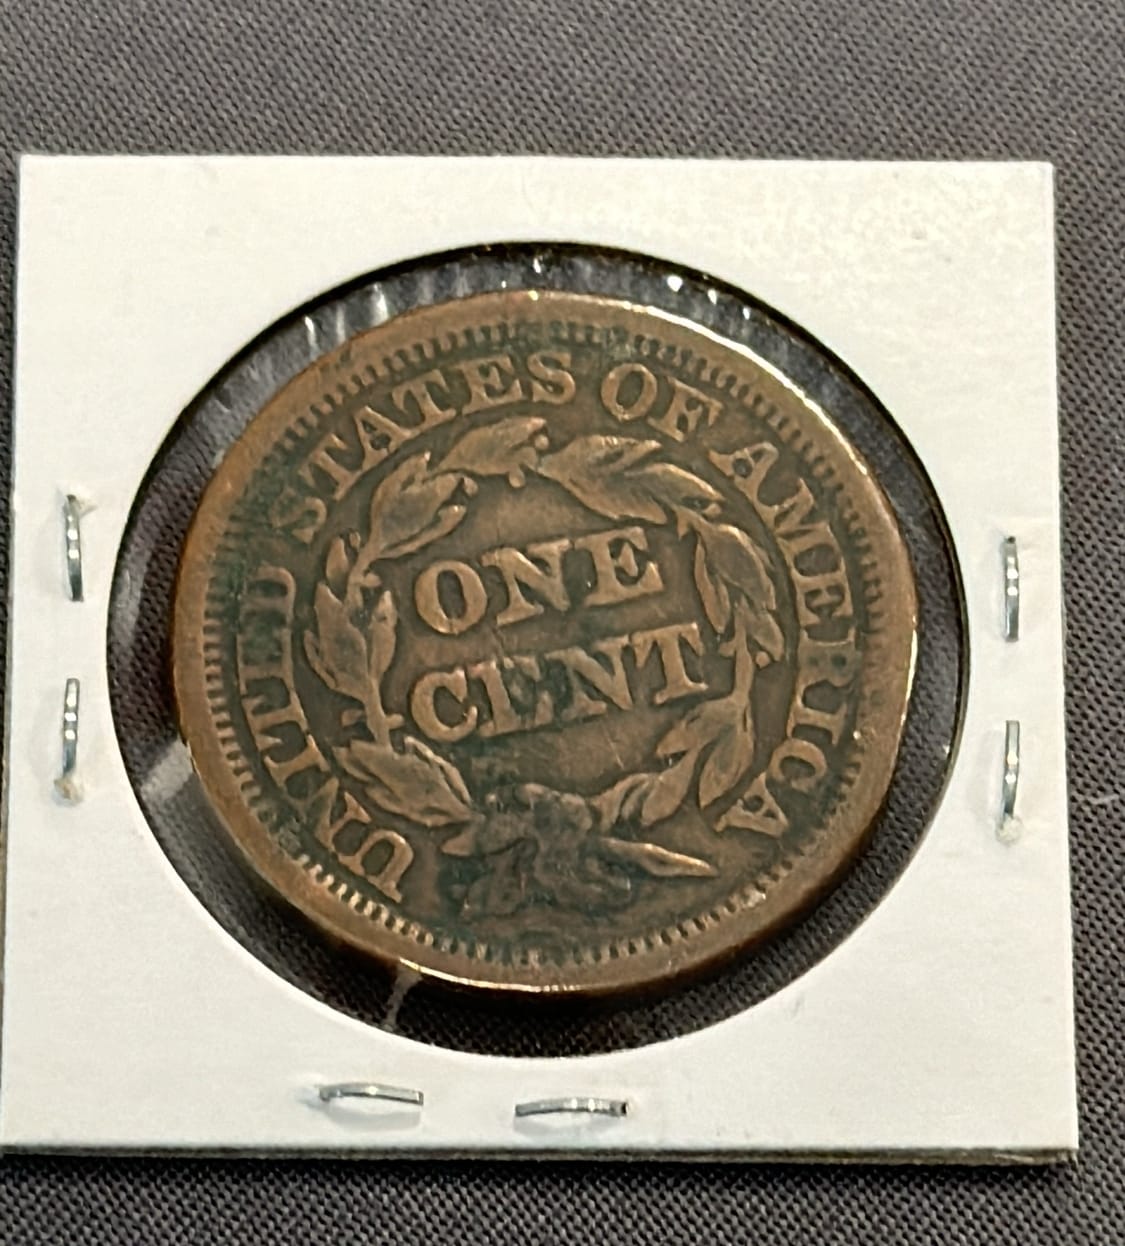 UNITED STATES OF AMERICA
ONE
CENT